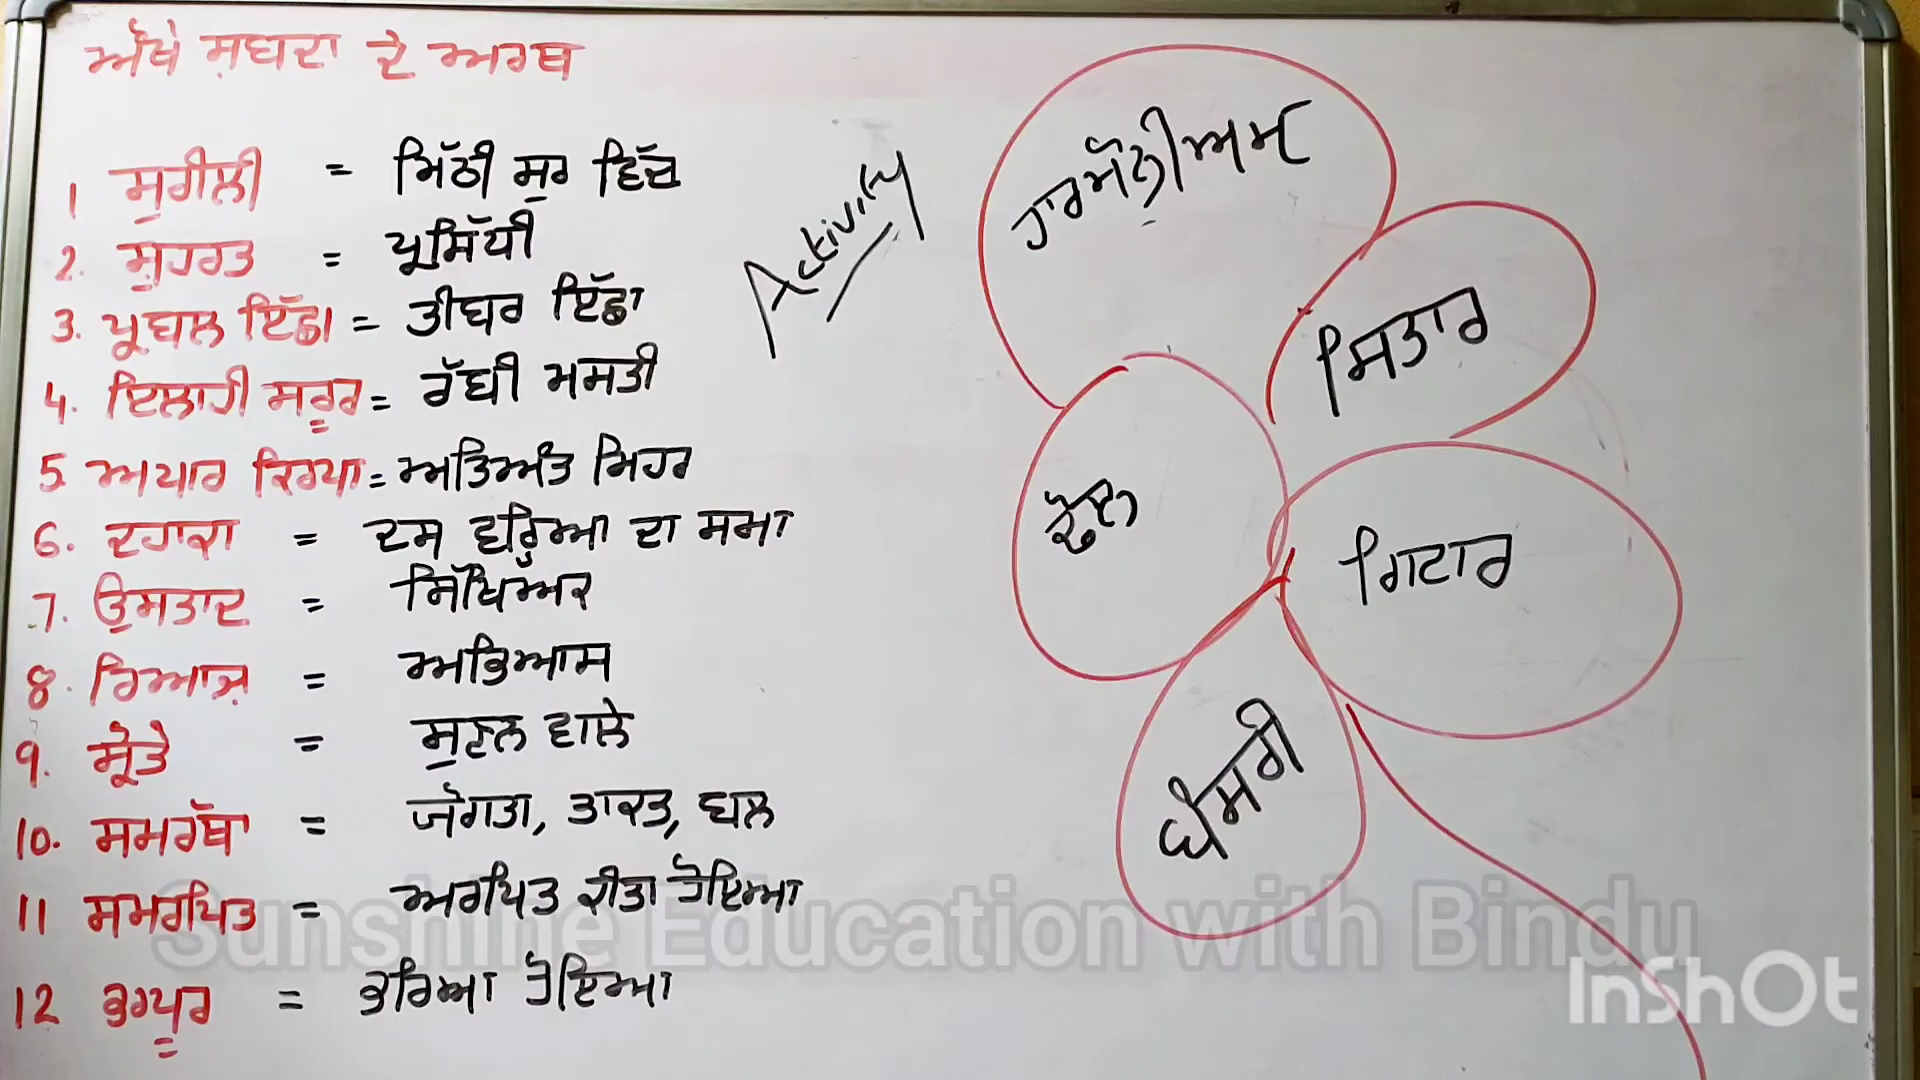 ਔਖੇ ਸ਼ਬਦਾ ਦੇ ਅਰਥ
1 ਸੁਰੀਲੀ = ਮਿੱਠੀ ਸੁਰ ਵਿੱਚ
2. ਸ਼ੁਹਰਤ = ਪ੍ਰਸਿੱਧੀ
3. ਪ੍ਰਬਲ ਇੱਛਾ = ਤੀਬਰ ਇੱਛਾ
4. ਇਲਾਹੀ ਸਰੂਰ = ਰੱਬੀ ਮਸਤੀ
5. ਅਪਾਰ ਕਿਰਪਾ = ਅਤਿਅੰਤ ਮਿਹਰ
6. ਦਹਾਕਾ = ਦਸ ਵਰ੍ਹਿਆ ਦਾ ਸਮਾ
7. ਉਸਤਾਦ = ਸਿੱਖਿਅਕ
8. ਰਿਆਜ਼ = ਅਭਿਆਸ
9. ਸ੍ਰੋਤੇ = ਸੁਣਨ ਵਾਲੇ
10. ਸਮਰੱਥਾ = ਯੋਗਤਾ, ਤਾਕਤ, ਬਲ
11 ਸਮਰਪਿਤ = ਅਰਪਿਤ ਕੀਤਾ ਹੋਇਆ
12 ਭਰਪੂਰ = ਭਰਿਆ ਹੋਇਆ
Activity
ਹਾਰਮੋਨੀਅਮ
ਸਿਤਾਰ
ਢੋਲ
ਗਿਟਾਰ
ਬੰਸਰੀ
Sunshine Education with Bindu
InShOt